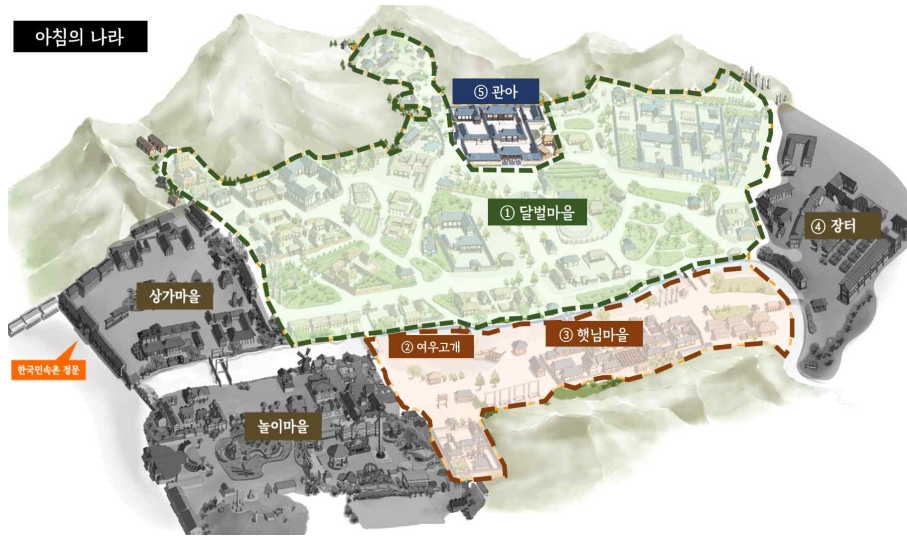 아침의 나라
⑤ 관아
① 달벌마을
④ 장터
상가마을
② 여우고개
③ 햇님마을
한국민속촌 정문
놀이마을